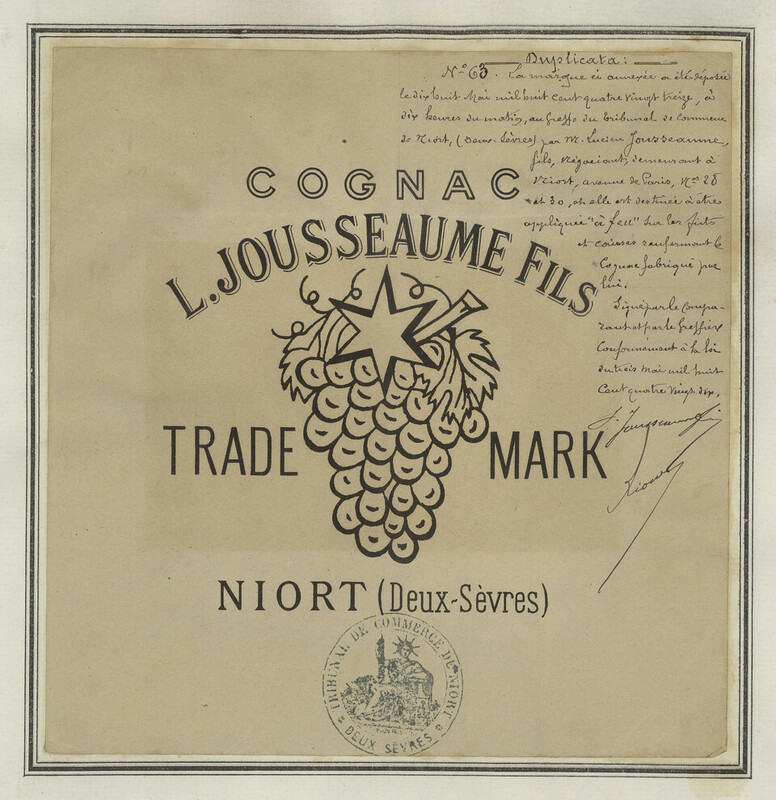 Duplicata:
N° 63. La marque ci annexée a été déposée
le dix huit Mai mil huit cent quatre vingt treize, à
dix heures du matin, au greffe du tribunal de commerce
de Niort, (Deux-Sèvres) par M. Lucien Jousseaume
fils, négociant, demeurant à
Niort, avenue de Paris, Nos 28
et 30, où elle est destinée à être
appliquée "à feu" sur les fûts
et caisses renfermant le
Cognac fabriqué par
lui.
Signé par le compa-
rant et par le Greffier
conformément à la loi
du trois Mai mil huit
cent quatre vingt-dix.
L. Jousseaume fils
COGNAC
L. JOUSSEAUME FILS
TRADE MARK
NIORT (Deux-Sèvres)
TRIBUNAL DE COMMERCE DE NIORT
DEUX SÈVRES